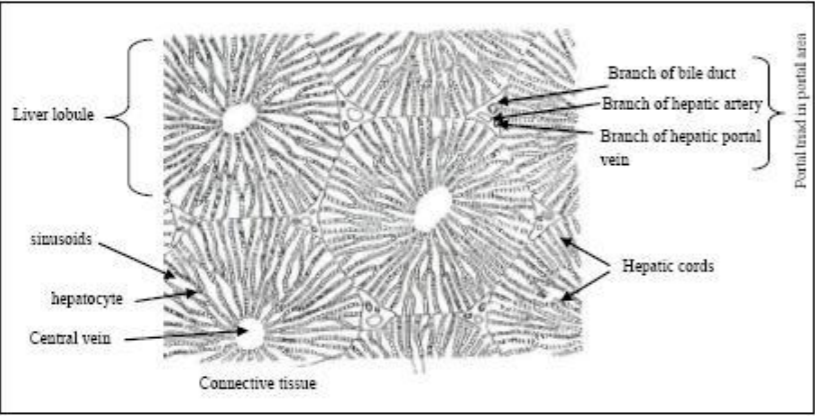 Liver lobule
sinusoids
hepatocyte
Central vein
Connective tissue
Branch of bile duct
Branch of hepatic artery
Branch of hepatic portal
vein
Portal triad in portal area
Hepatic cords